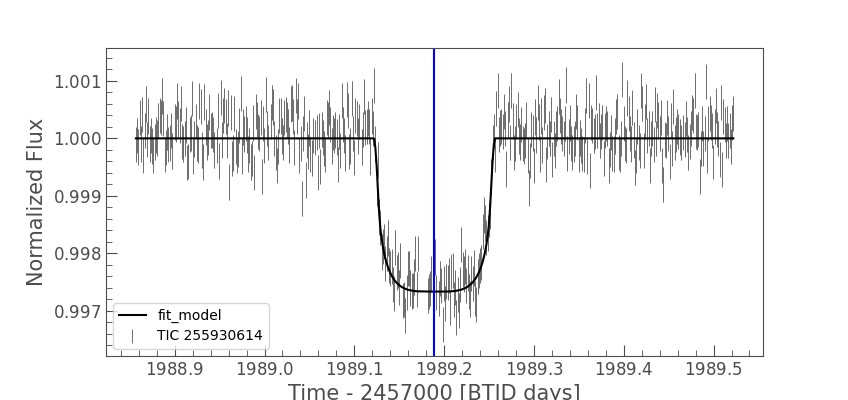 Normalized Flux
1.001
1.000
0.999
0.998
0.997
fit_model
TIC 255930614
1988.9 1989.0 1989.1 1989.2 1989.3 1989.4 1989.5
Time - 2457000 [BTJD days]